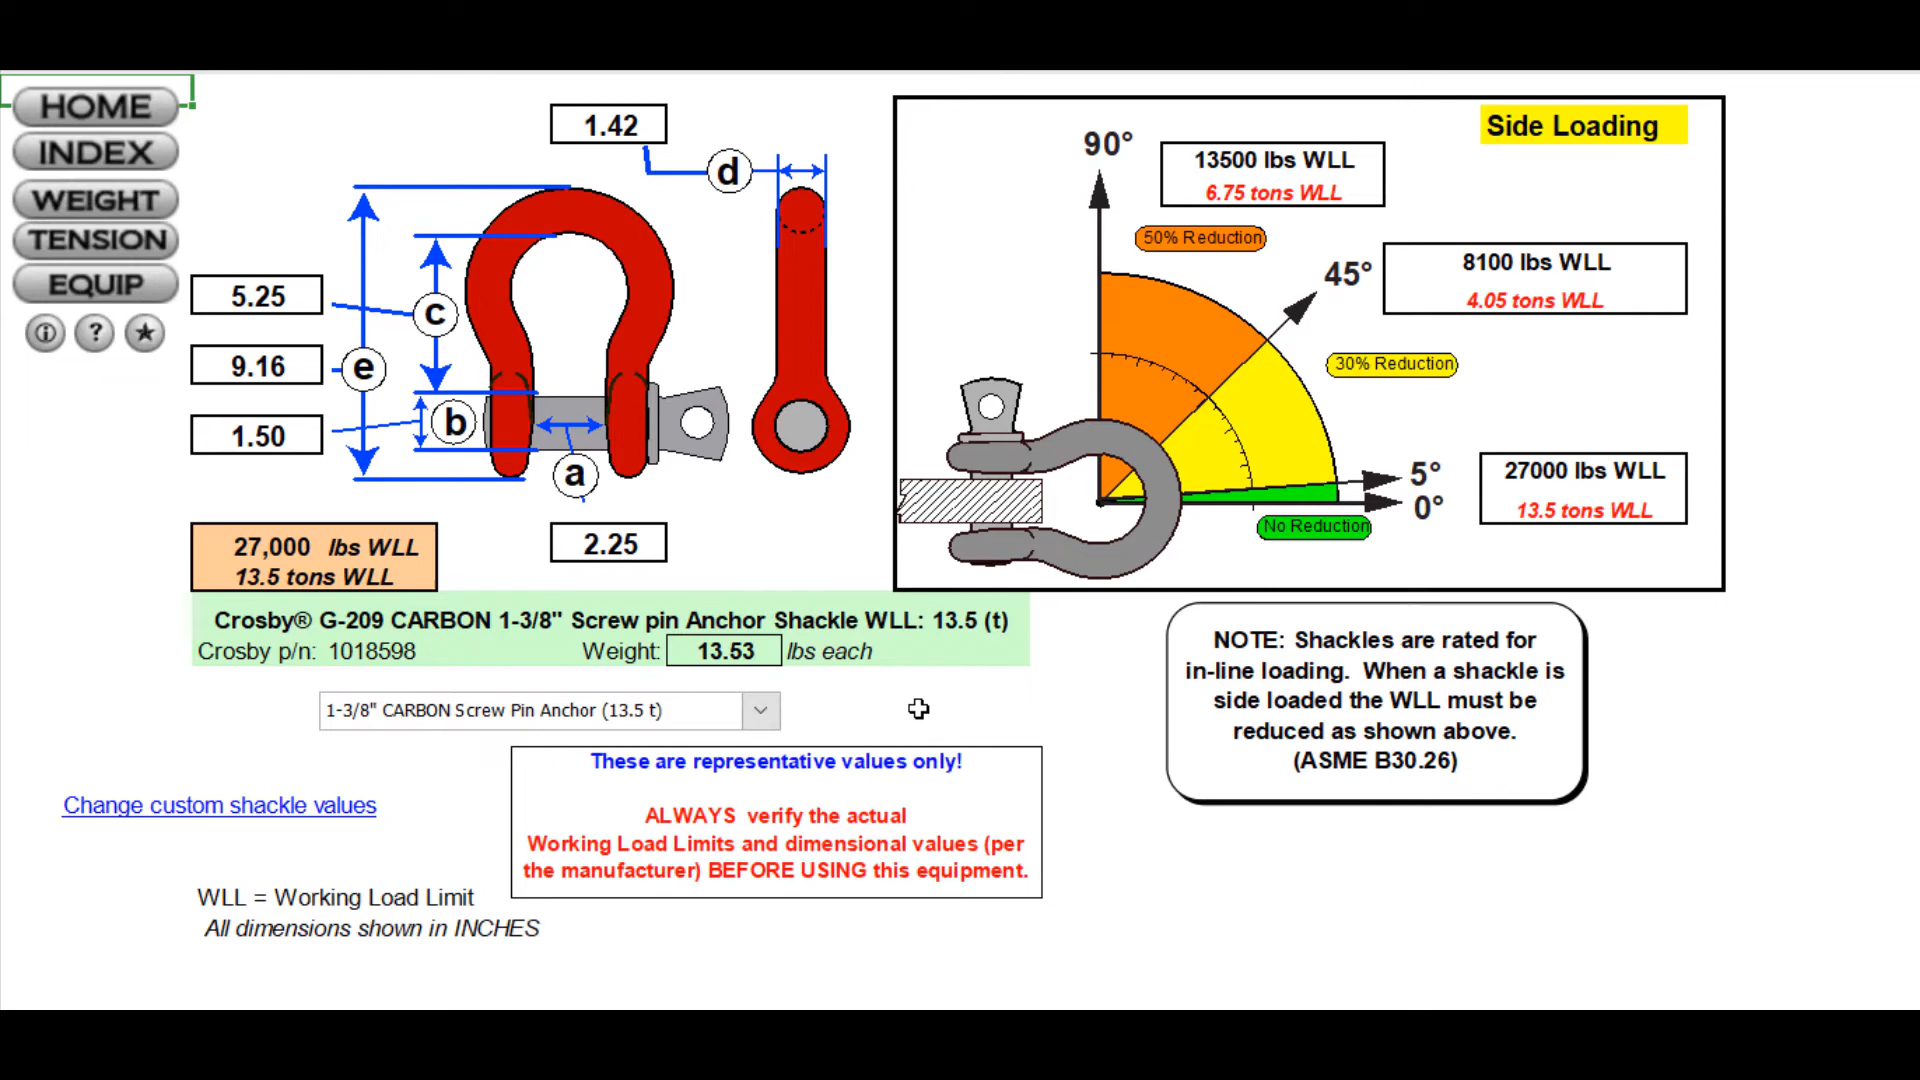 HOME
INDEX
WEIGHT
TENSION
EQUIP
i ? ★
1.42
d
5.25
c
9.16
e
1.50
b
a
2.25
27,000 lbs WLL
13.5 tons WLL
Crosby® G-209 CARBON 1-3/8" Screw pin Anchor Shackle WLL: 13.5 (t)
Crosby p/n: 1018598 Weight: 13.53 lbs each
1-3/8" CARBON Screw Pin Anchor (13.5 t)
Change custom shackle values
These are representative values only!
ALWAYS verify the actual
Working Load Limits and dimensional values (per
the manufacturer) BEFORE USING this equipment.
WLL = Working Load Limit
All dimensions shown in INCHES
Side Loading
90°
13500 lbs WLL
6.75 tons WLL
50% Reduction
45°
8100 lbs WLL
4.05 tons WLL
30% Reduction
5°
0°
27000 lbs WLL
13.5 tons WLL
No Reduction
NOTE: Shackles are rated for
in-line loading. When a shackle is
side loaded the WLL must be
reduced as shown above.
(ASME B30.26)